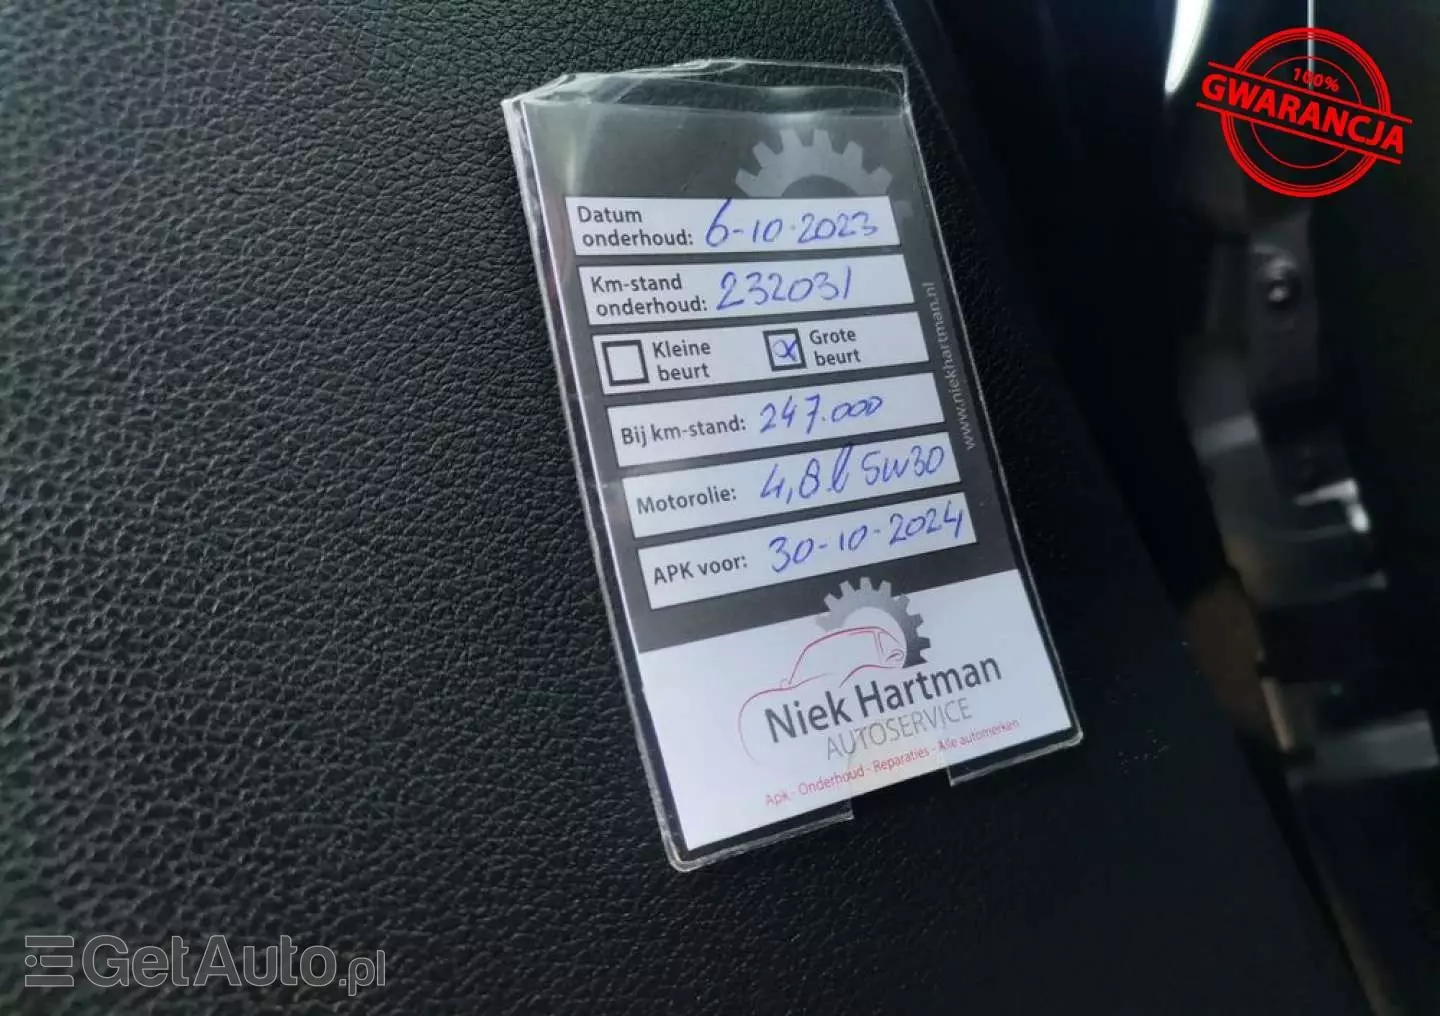 100%
GWARANCJA
Datum
onderhoud: 6-10-2023
Km-stand
onderhoud: 232031
Kleine
beurt
Grote
beurt
Bij km-stand: 247.000
Motorolie: 4,8 l 5W30
APK voor: 30-10-2024
www.niekhartman.nl
Niek Hartman
AUTOSERVICE
Apk - Onderhoud - Reparaties - Alle automerken
GetAuto.pl